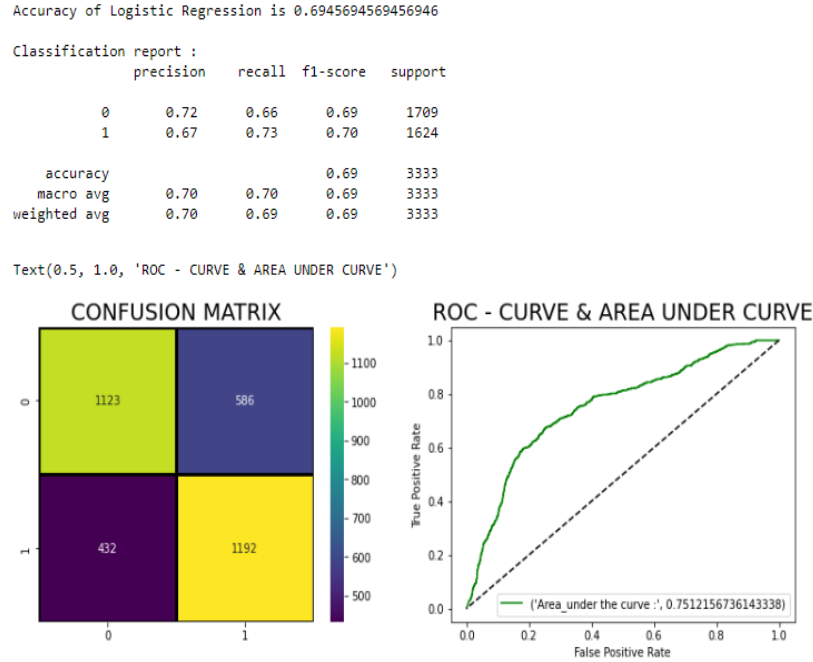 Accuracy of Logistic Regression is 0.6945694569456946
Classification report :
precision recall f1-score support
0 0.72 0.66 0.69 1709
1 0.67 0.73 0.70 1624
accuracy 0.69 3333
macro avg 0.70 0.70 0.69 3333
weighted avg 0.70 0.69 0.69 3333
Text(0.5, 1.0, 'ROC - CURVE & AREA UNDER CURVE')
CONFUSION MATRIX
0
1
1123 586
432 1192
0 1
1100
1000
900
800
700
600
500
ROC - CURVE & AREA UNDER CURVE
True Positive Rate
1.0
0.8
0.6
0.4
0.2
0.0
('Area_under the curve :', 0.7512156736143338)
0.0 0.2 0.4 0.6 0.8 1.0
False Positive Rate